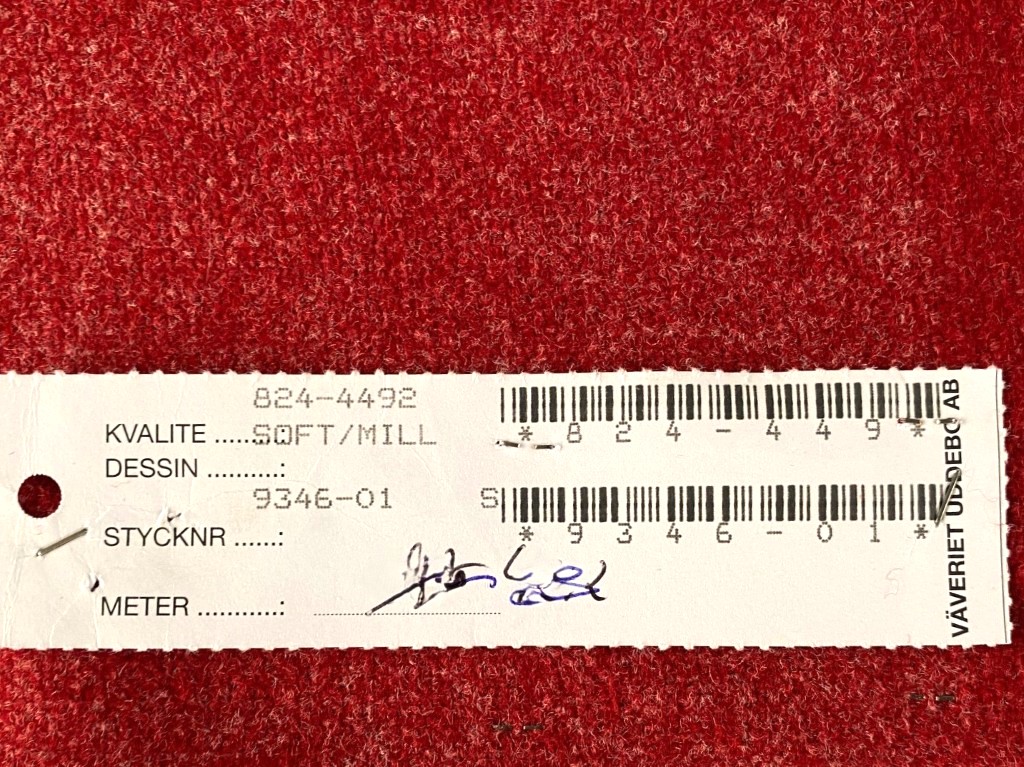 824-4492
KVALITE .......: SOFT/MILL
*824-449*
DESSIN ..........:
9346-01 S
*9346-01*
STYCKNR ......:
METER ...........:
VÄVERIET UDDEBO AB